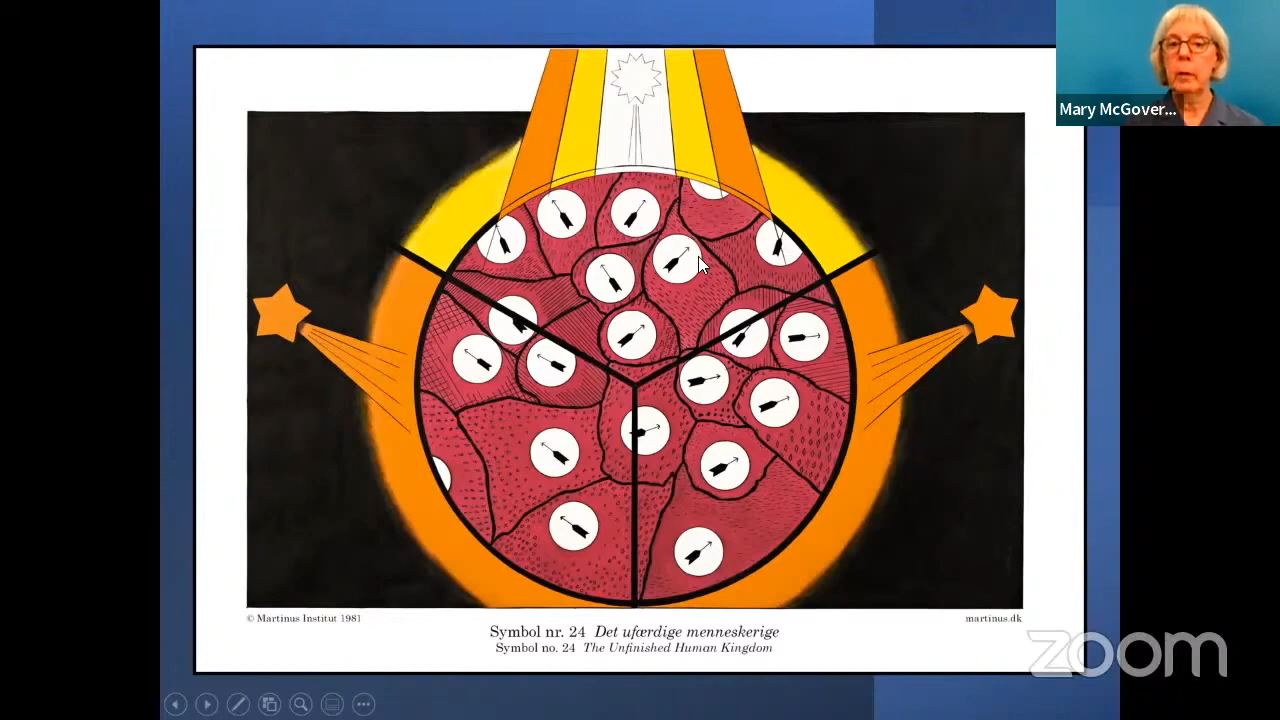 Mary McGover...
© Martinus Institut 1981
martinus.dk
Symbol nr. 24 Det ufærdige menneskerige
Symbol no. 24 The Unfinished Human Kingdom
zoom